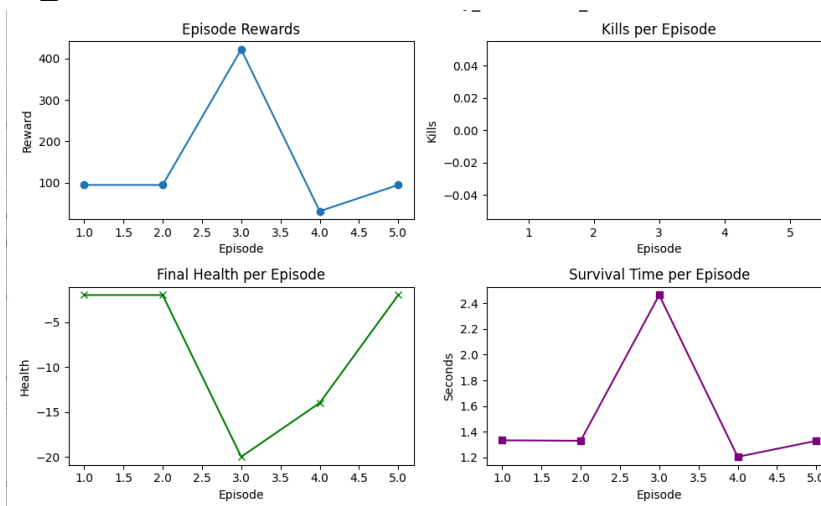 Episode Rewards
400
300
200
100
Reward
1.0 1.5 2.0 2.5 3.0 3.5 4.0 4.5 5.0
Episode
Kills per Episode
0.04
0.02
0.00
−0.02
−0.04
Kills
1 2 3 4 5
Episode
Final Health per Episode
−5
−10
−15
−20
Health
1.0 1.5 2.0 2.5 3.0 3.5 4.0 4.5 5.0
Episode
Survival Time per Episode
2.4
2.2
2.0
1.8
1.6
1.4
1.2
Seconds
1.0 1.5 2.0 2.5 3.0 3.5 4.0 4.5 5.0
Episode